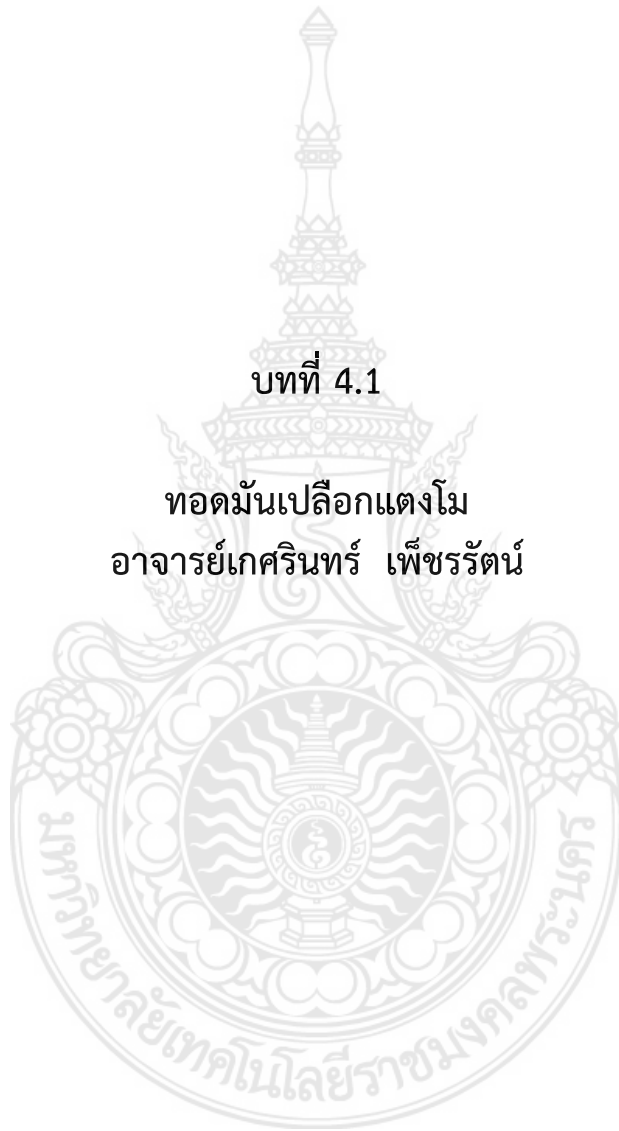 บทที่ 4.1
ทอดมันเปลือกแตงโม
อาจารย์เกศรินทร์ เพ็ชรรัตน์
มหาวิทยาลัยเทคโนโลยีราชมงคลพระนคร